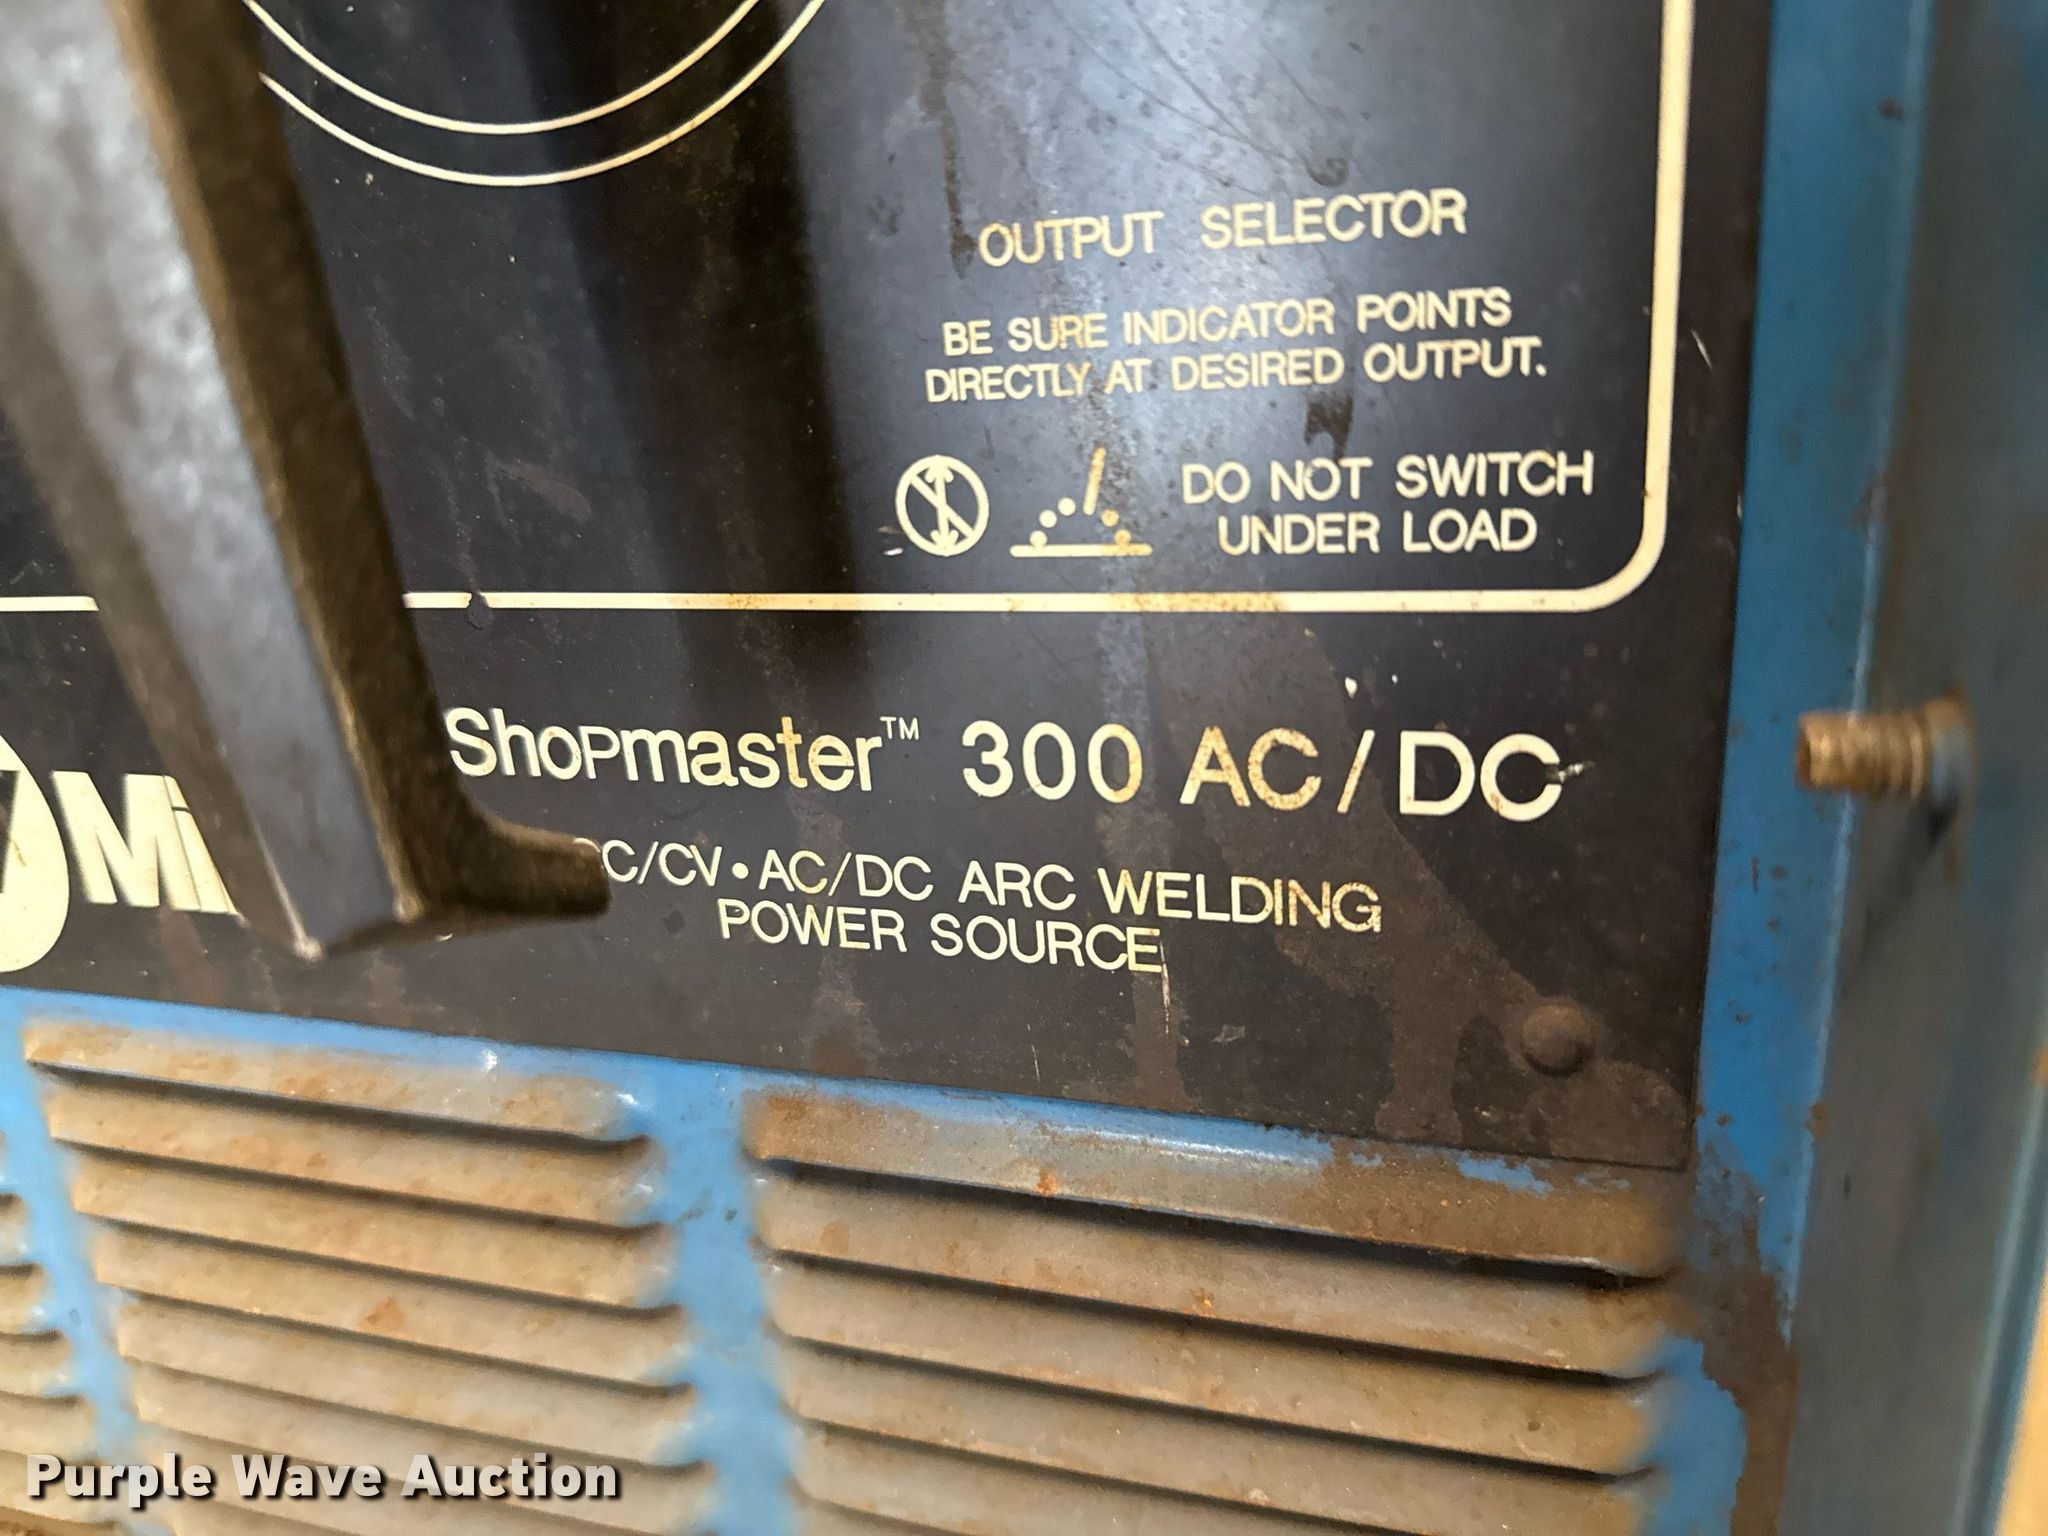 OUTPUT SELECTOR
BE SURE INDICATOR POINTS
DIRECTLY AT DESIRED OUTPUT.
DO NOT SWITCH
UNDER LOAD
Shopmaster™ 300 AC/DC
Mi
CC/CV • AC/DC ARC WELDING
POWER SOURCE
Purple Wave Auction